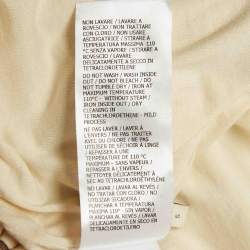 NON LAVARE / LAVARE A
ROVESCIO / NON TRATTARE
CON CLORO / NON USARE
ASCIUGATRICE / STIRARE A
TEMPERATURA MASSIMA 110
°C SENZA VAPORE / STIRARE A
ROVESCIO / LAVARE
DELICATAMENTE A SECCO IN
TETRACLOROETILENE
DO NOT WASH / WASH INSIDE
OUT / DO NOT BLEACH / DO
NOT TUMBLE DRY / IRON AT
MAXIMUM TEMPERATURE
110°C - WITHOUT STEAM /
IRON INSIDE OUT / DRY
CLEANING IN
TETRACHLOROETHENE - MILD
PROCESS
NE PAS LAVER / LAVER À
L'ENVERS / NE PAS TRAITER
AVEC DU CHLORE / NE PAS
UTILISER DE SÉCHOIR À LINGE
/ REPASSER À UNE
TEMPÉRATURE DE 110 °C
MAXIMUM - SANS VAPEUR /
REPASSER À L'ENVERS /
NETTOYER DÉLICATEMENT À
SEC AU TÉTRACHLORÉTHYLÈNE
NO LAVAR / LAVAR AL REVÉS /
NO TRATAR CON CLORO / NO
UTILIZAR SECADORA /
PLANCHAR A TEMPERATURA
MÁXIMA 110° - SIN VAPOR /
PLANCHAR AL REVÉS / LAVAR
DELICADAMENTE EN SECO EN
TETRACLOROETILENO